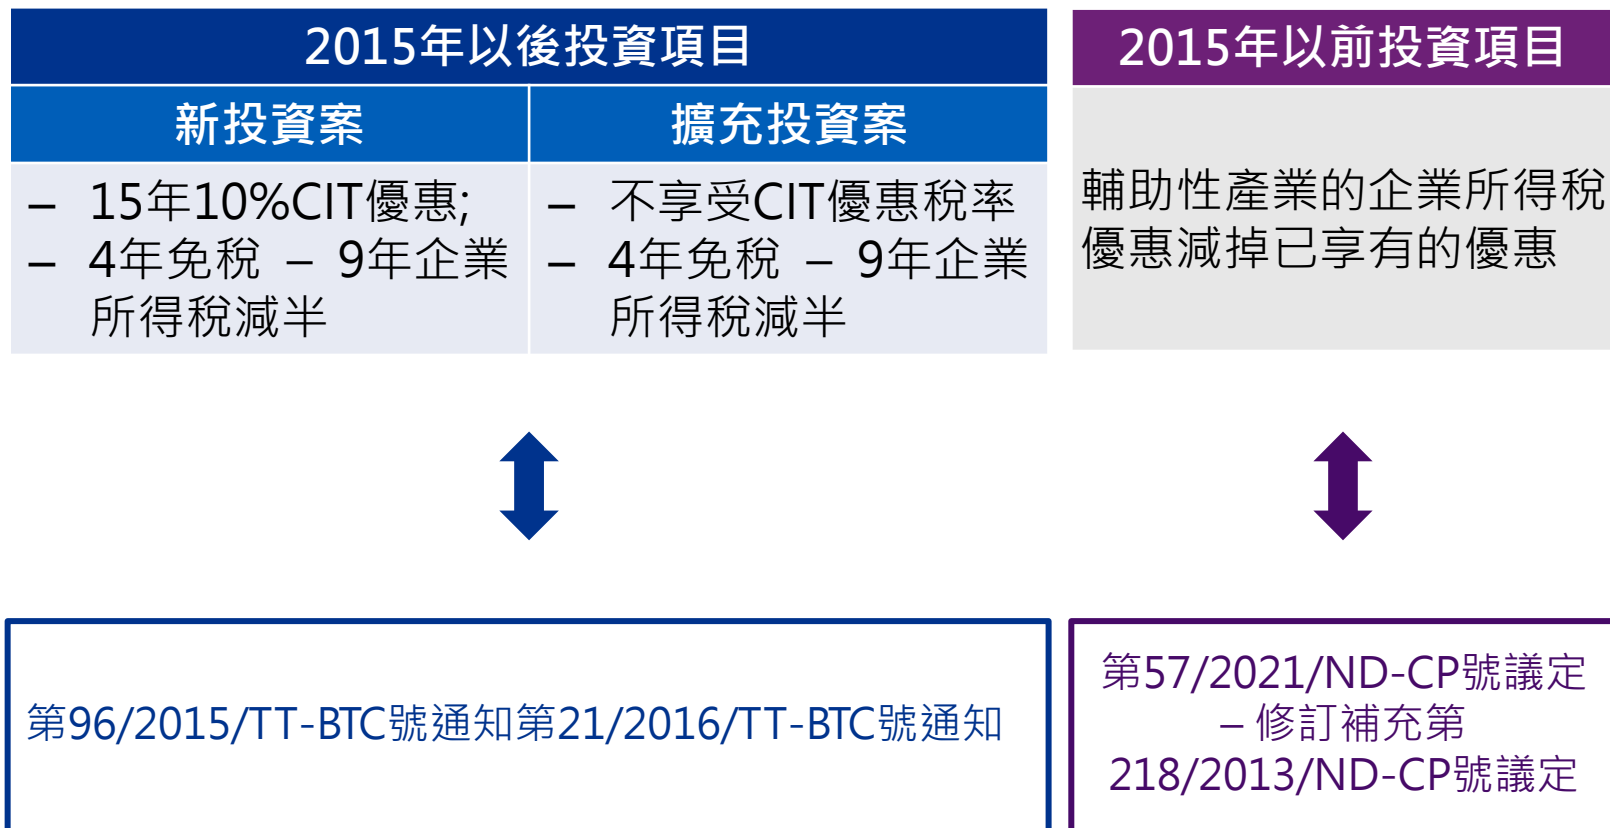 2015年以後投資項目
新投資案
擴充投資案
– 15年10%CIT優惠;
– 4年免稅 – 9年企業
所得稅減半
– 不享受CIT優惠稅率
– 4年免稅 – 9年企業
所得稅減半
2015年以前投資項目
輔助性產業的企業所得稅
優惠減掉已享有的優惠
第96/2015/TT-BTC號通知第21/2016/TT-BTC號通知
第57/2021/ND-CP號議定
– 修訂補充第
218/2013/ND-CP號議定